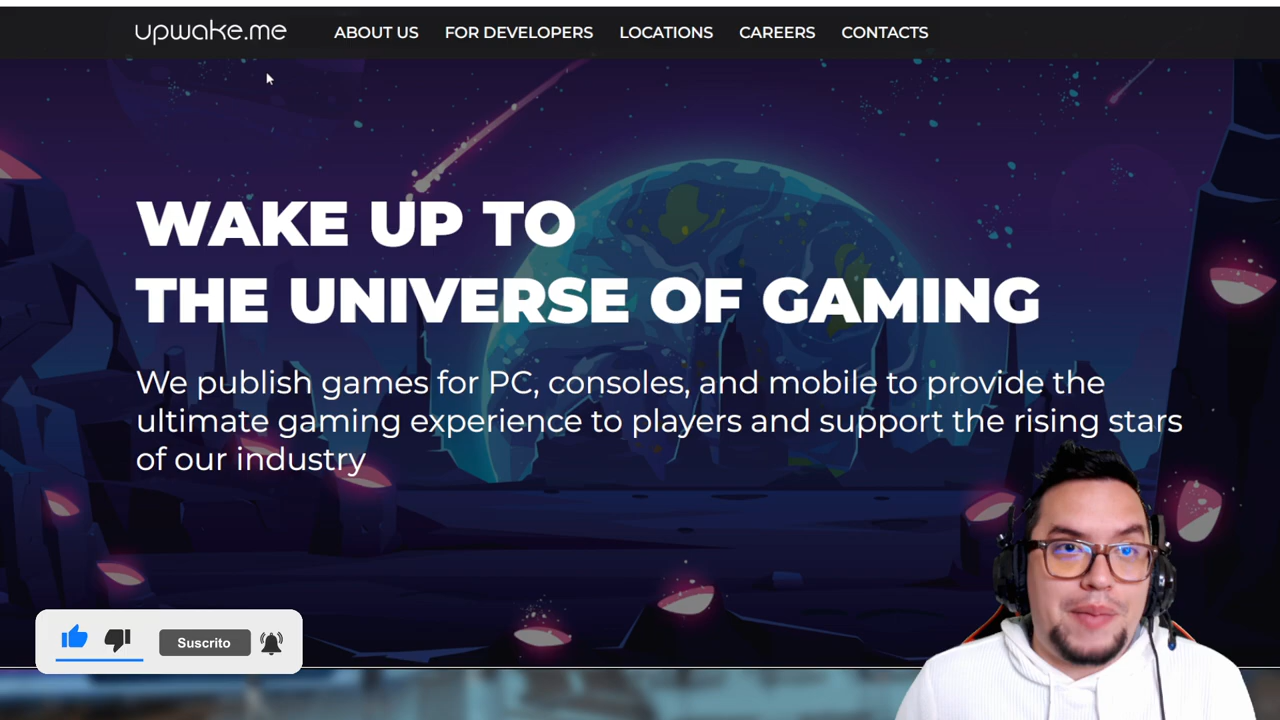 upwake.me ABOUT US FOR DEVELOPERS LOCATIONS CAREERS CONTACTS
WAKE UP TO
THE UNIVERSE OF GAMING
We publish games for PC, consoles, and mobile to provide the
ultimate gaming experience to players and support the rising stars
of our industry
Suscrito